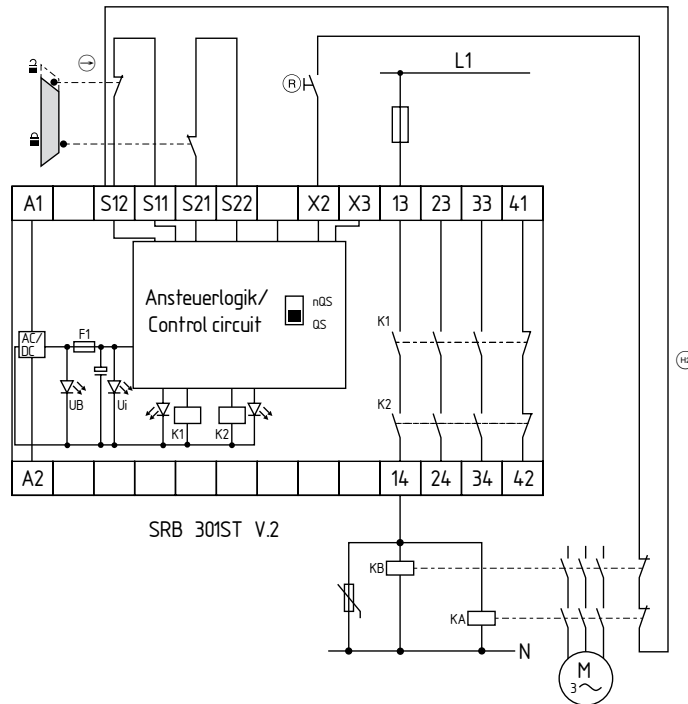 L1
R
A1 S12 S11 S21 S22 X2 X3 13 23 33 41
Ansteuerlogik/
Control circuit
nQS
QS
K1
F1
AC/
DC
H2
UB
Ui
K1
K2
K2
A2 14 24 34 42
SRB 301ST V.2
KB
KA
N
M
3